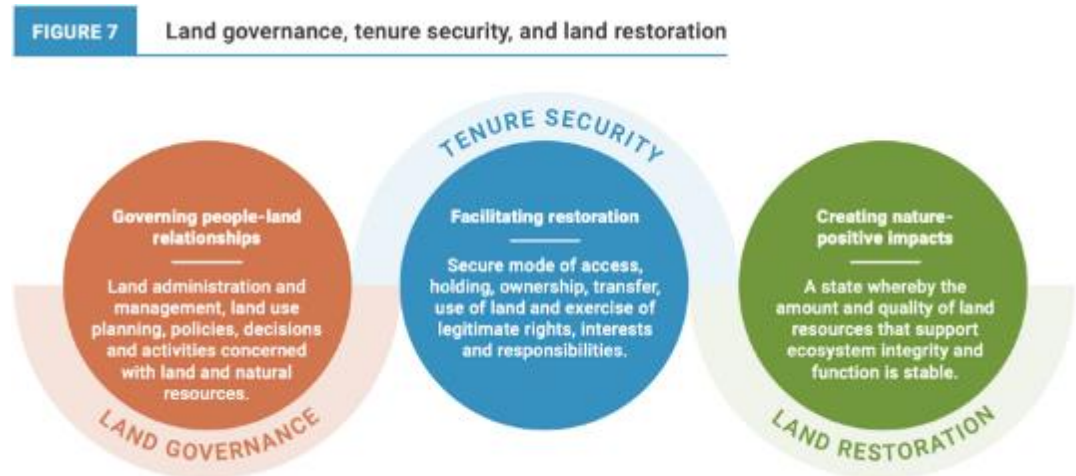 FIGURE 7
Land governance, tenure security, and land restoration
Governing people-land
relationships
Land administration and
management, land use
planning, policies, decisions
and activities concerned
with land and natural
resources.
LAND GOVERNANCE
TENURE SECURITY
Facilitating restoration
Secure mode of access,
holding, ownership, transfer,
use of land and exercise of
legitimate rights, interests
and responsibilities.
Creating nature-
positive impacts
A state whereby the
amount and quality of land
resources that support
ecosystem integrity and
function is stable.
LAND RESTORATION